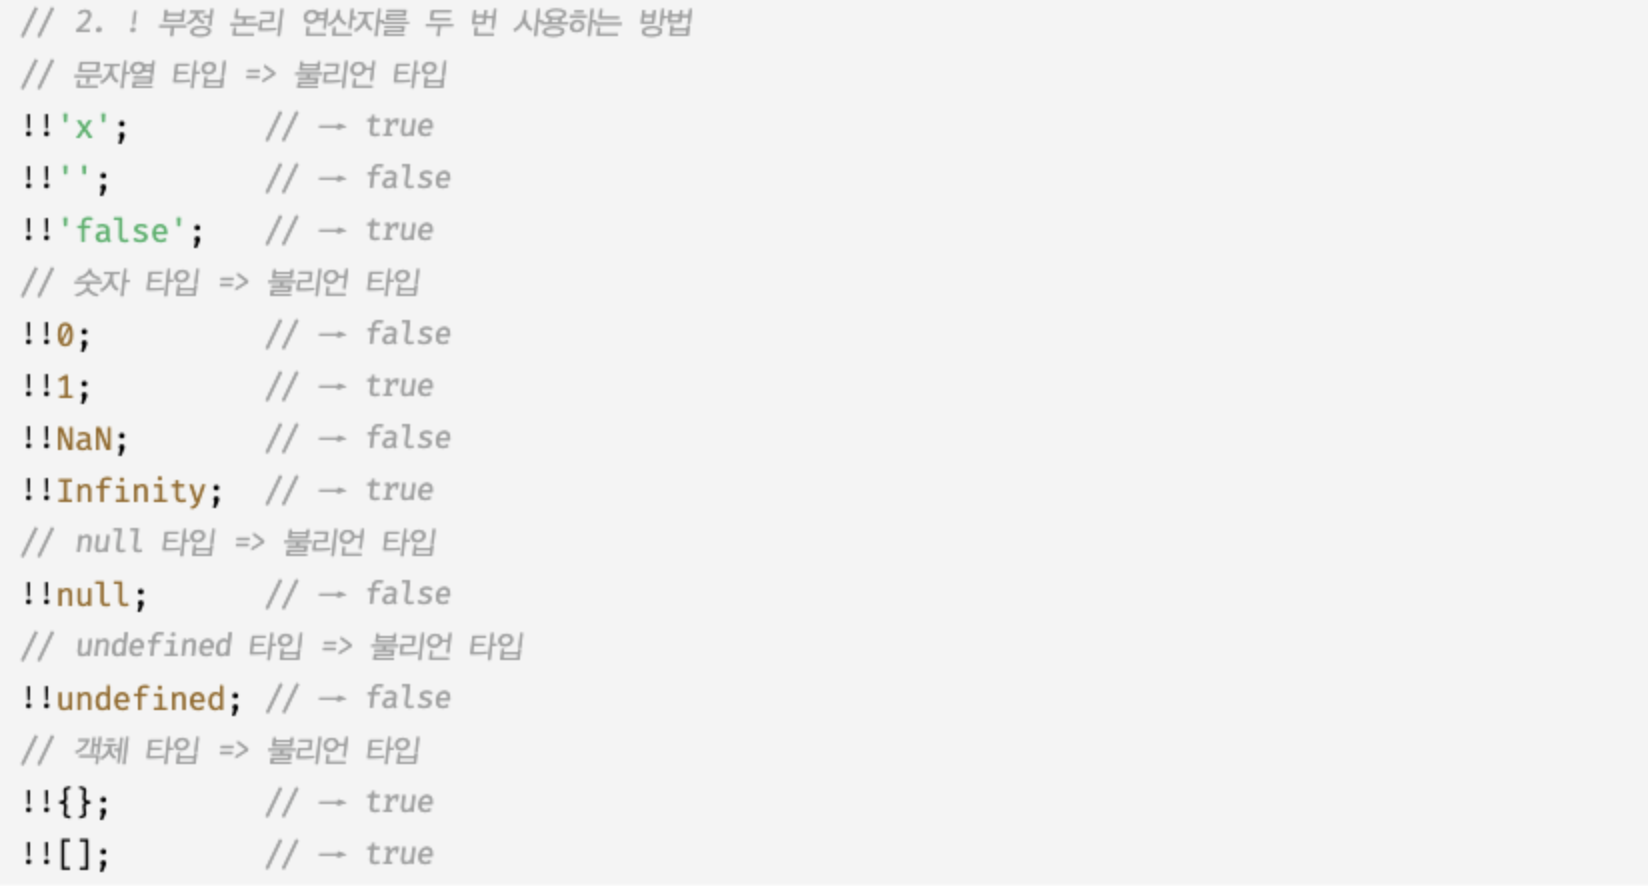 // 2. ! 부정 논리 연산자를 두 번 사용하는 방법
// 문자열 타입 => 불리언 타입
!!'x';       // → true
!!'';        // → false
!!'false';   // → true
// 숫자 타입 => 불리언 타입
!!0;         // → false
!!1;         // → true
!!NaN;       // → false
!!Infinity;  // → true
// null 타입 => 불리언 타입
!!null;      // → false
// undefined 타입 => 불리언 타입
!!undefined; // → false
// 객체 타입 => 불리언 타입
!!{};        // → true
!![];        // → true